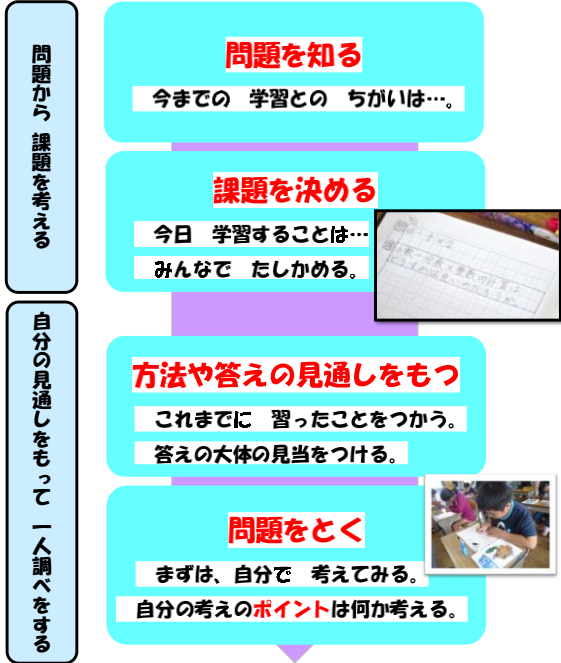 問題から 課題を考える
問題を知る
今までの 学習との ちがいは…。
課題を決める
今日 学習することは…
みんなで たしかめる。
自分の見通しをもって 一人調べをする
方法や答えの見通しをもつ
これまでに 習ったことをつかう。
答えの大体の見当をつける。
問題をとく
まずは、自分で 考えてみる。
自分の考えのポイントは何か考える。